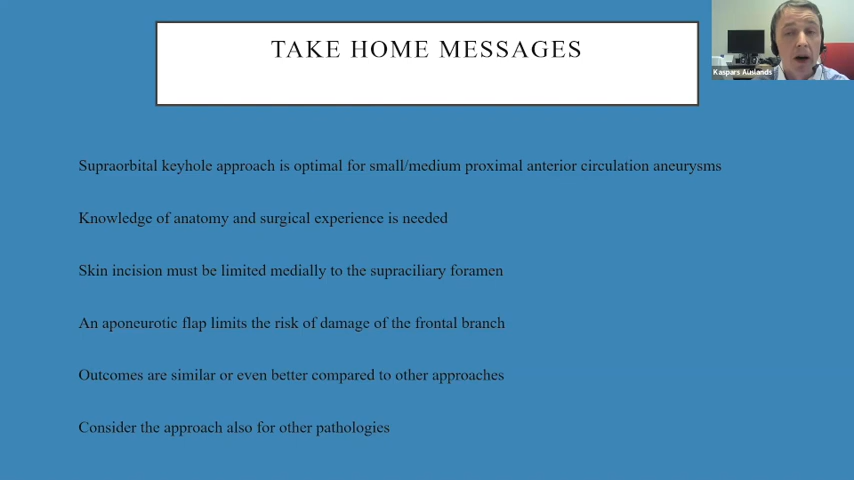 TAKE HOME MESSAGES
Kaspars Auslands
Supraorbital keyhole approach is optimal for small/medium proximal anterior circulation aneurysms
Knowledge of anatomy and surgical experience is needed
Skin incision must be limited medially to the supraciliary foramen
An aponeurotic flap limits the risk of damage of the frontal branch
Outcomes are similar or even better compared to other approaches
Consider the approach also for other pathologies